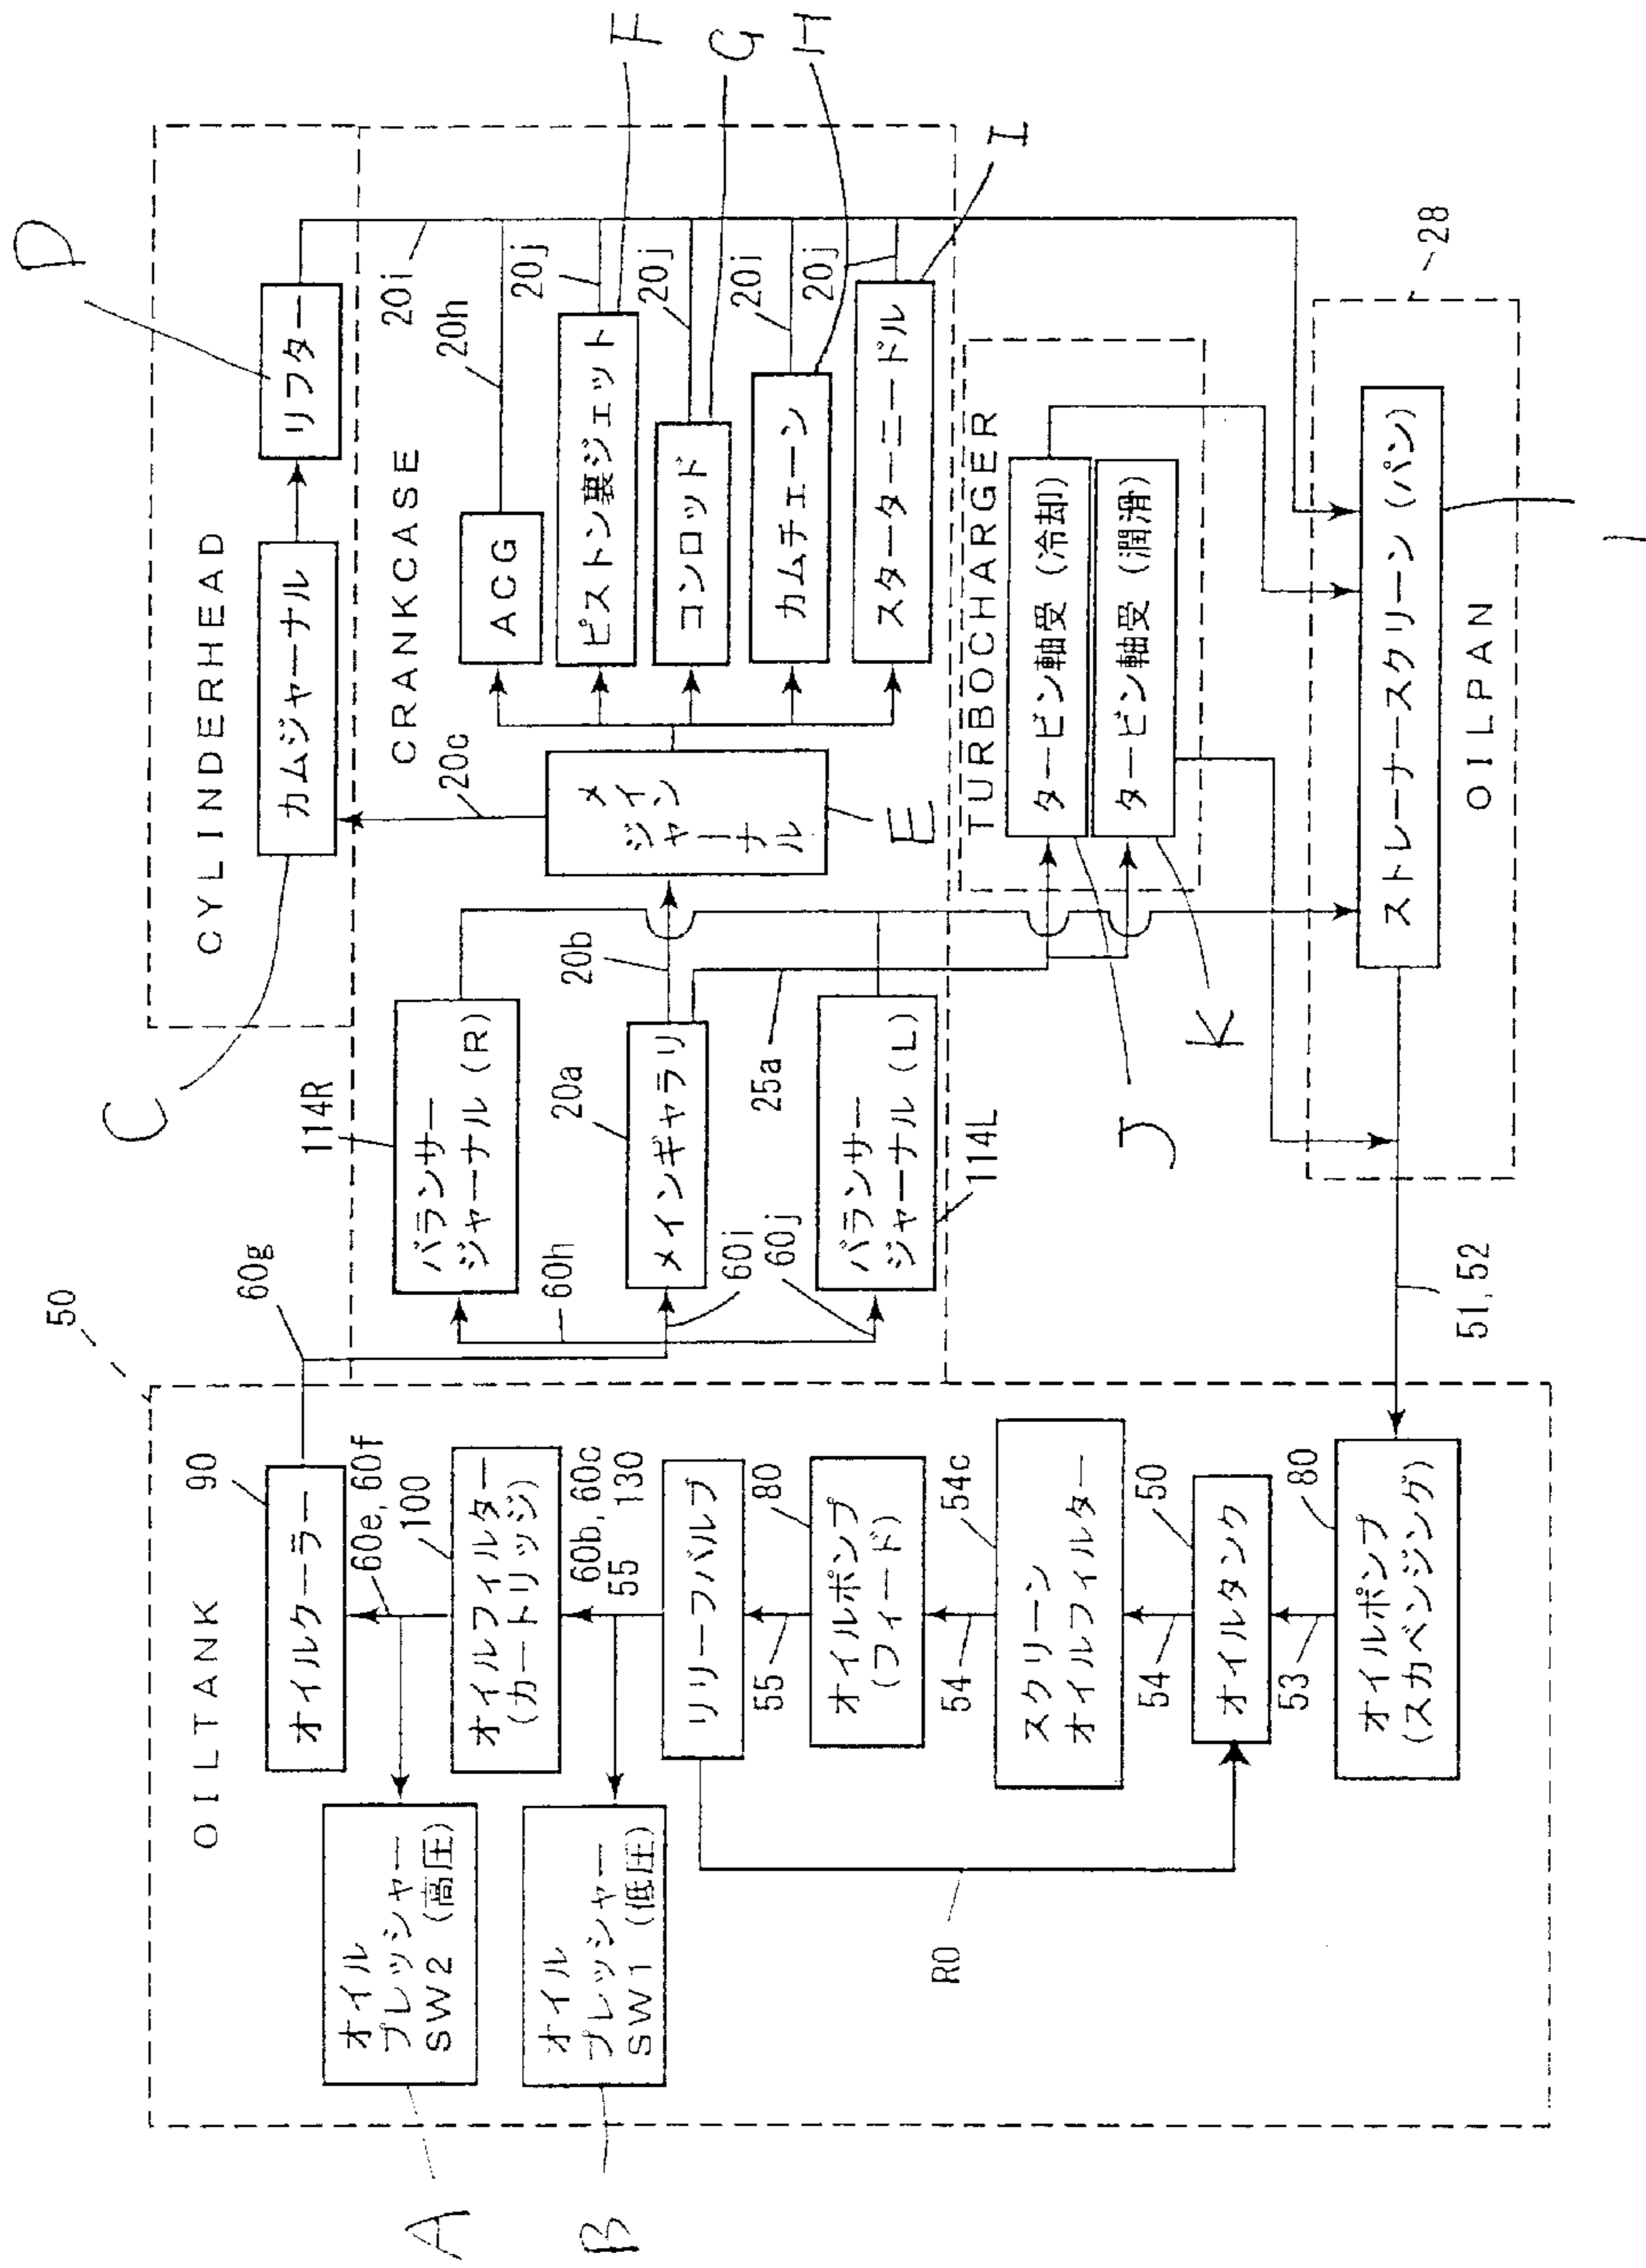 OILTANK
50
オイルクーラー
90
60g
60e, 60f
オイル
プレッシャー
SW2 (高圧)
A
オイルフィルター
(カートリッジ)
100
60b, 60c
55
130
オイル
プレッシャー
SW1 (低圧)
B
リリーフバルブ
55
オイルポンプ
(フィード)
80
54
スクリーン
オイルフィルター
54c
54
オイルタンク
50
53
オイルポンプ
(スカベンジング)
80
R0
51, 52
CYLINDERHEAD
カムジャーナル
C
リフター
D
CRANKCASE
バランサー
ジャーナル (R)
114R
60h
メインギャラリ
20a
60i
60j
バランサー
ジャーナル (L)
114L
20b
25a
20c
メイン
ジャーナル
E
20i
ACG
20h
ピストン裏ジェット
20j
F
コンロッド
20j
G
カムチェーン
20j
H
スターターニードル
20j
I
TURBOCHARGER
タービン軸受 (冷却)
J
タービン軸受 (潤滑)
K
ストレーナースクリーン (パン)
OILPAN
28